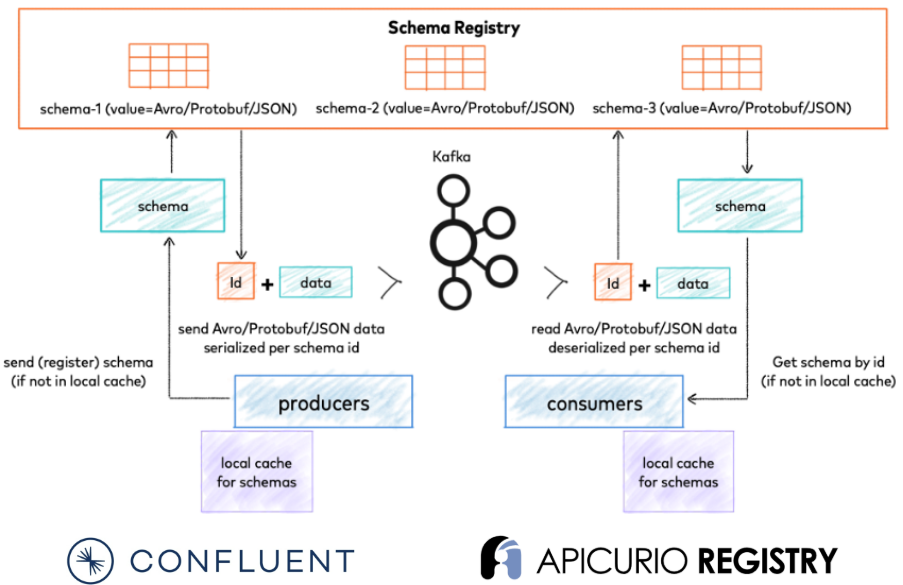 Schema Registry
schema-1 (value=Avro/Protobuf/JSON)
schema-2 (value=Avro/Protobuf/JSON)
schema-3 (value=Avro/Protobuf/JSON)
Kafka
schema
schema
Id + data
Id + data
send Avro/Protobuf/JSON data
serialized per schema id
read Avro/Protobuf/JSON data
deserialized per schema id
send (register) schema
(if not in local cache)
Get schema by id
(if not in local cache)
producers
consumers
local cache
for schemas
local cache
for schemas
CONFLUENT
APICURIO REGISTRY